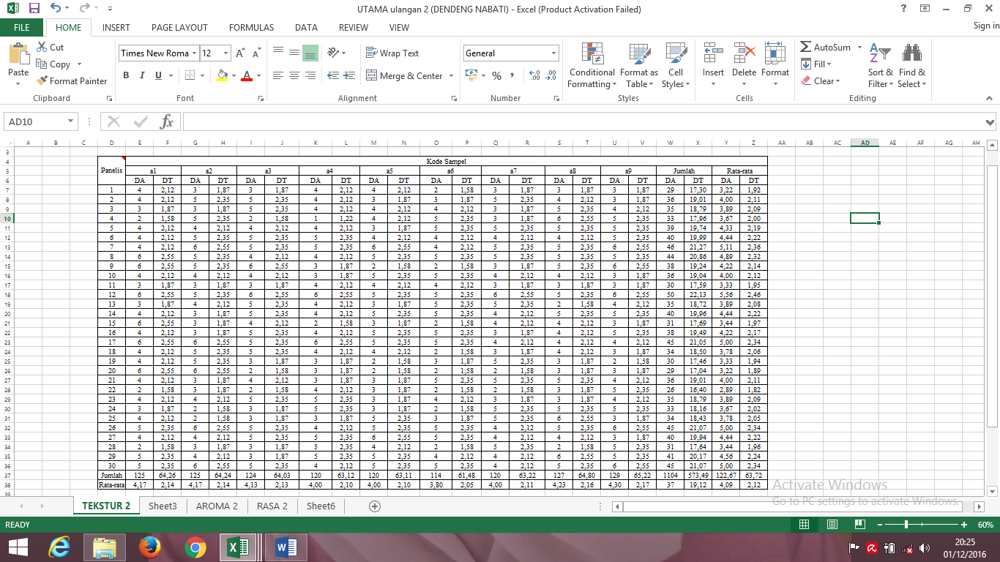 UTAMA ulangan 2 (DENDENG NABATI) - Excel (Product Activation Failed)
FILE HOME INSERT PAGE LAYOUT FORMULAS DATA REVIEW VIEW Sign in
Cut
Copy
Format Painter
Paste
Times New Roma 12
B I U
Wrap Text
Merge & Center
General
Conditional Formatting
Format as Table
Cell Styles
Insert Delete Format
AutoSum
Fill
Clear
Sort & Filter
Find & Select
Clipboard Font Alignment Number Styles Cells Editing
AD10
A B C D E F G H I J K L M N O P Q R S T U V W X Y Z AA AB AC AD AE AF AG AH
Panelis Kode Sampel
a1 a2 a3 a4 a5 a6 a7 a8 a9 Jumlah Rata-rata
DA DT DA DT DA DT DA DT DA DT DA DT DA DT DA DT DA DT DA DT DA DT
1 4 2,12 3 1,87 3 1,87 4 2,12 4 2,12 2 1,58 3 1,87 3 1,87 3 1,87 29 17,30 3,22 1,92
2 4 2,12 5 2,35 5 2,35 4 2,12 3 1,87 3 1,87 5 2,35 4 2,12 3 1,87 36 19,01 4,00 2,11
3 3 1,87 3 1,87 5 2,35 4 2,12 4 2,12 4 2,12 3 1,87 5 2,35 4 2,12 35 18,79 3,89 2,09
4 2 1,58 5 2,35 2 1,58 1 1,22 4 2,12 5 2,35 3 1,87 6 2,55 5 2,35 33 17,96 3,67 2,00
5 4 2,12 4 2,12 4 2,12 4 2,12 3 1,87 5 2,35 5 2,35 5 2,35 5 2,35 39 19,74 4,33 2,19
6 4 2,12 5 2,35 5 2,35 5 2,35 4 2,12 4 2,12 4 2,12 4 2,12 5 2,35 40 19,99 4,44 2,22
7 4 2,12 6 2,55 5 2,35 5 2,35 6 2,55 4 2,12 5 2,35 5 2,35 6 2,55 46 21,27 5,11 2,36
8 6 2,55 5 2,35 4 2,12 4 2,12 5 2,35 5 2,35 5 2,35 5 2,35 5 2,35 44 20,86 4,89 2,32
9 6 2,55 5 2,35 6 2,55 3 1,87 2 1,58 2 1,58 3 1,87 5 2,35 6 2,55 38 19,24 4,22 2,14
10 4 2,12 4 2,12 4 2,12 3 1,87 5 2,35 5 2,35 4 2,12 4 2,12 3 1,87 36 19,04 4,00 2,12
11 3 1,87 3 1,87 3 1,87 4 2,12 4 2,12 4 2,12 3 1,87 3 1,87 3 1,87 30 17,59 3,33 1,95
12 6 2,55 5 2,35 6 2,55 6 2,55 5 2,35 5 2,35 6 2,55 5 2,35 6 2,55 50 22,13 5,56 2,46
13 3 1,87 4 2,12 5 2,35 4 2,12 3 1,87 5 2,35 5 2,35 2 1,58 4 2,12 35 18,72 3,89 2,08
14 4 2,12 3 1,87 5 2,35 4 2,12 5 2,35 5 2,35 4 2,12 5 2,35 5 2,35 40 19,96 4,44 2,22
15 6 2,55 3 1,87 4 2,12 2 1,58 3 1,87 2 1,58 4 2,12 4 2,12 3 1,87 31 17,69 3,44 1,97
16 4 2,12 3 1,87 5 2,35 4 2,12 5 2,35 5 2,35 3 1,87 4 2,12 5 2,35 38 19,49 4,22 2,17
17 6 2,55 6 2,55 5 2,35 6 2,55 5 2,35 5 2,35 4 2,12 4 2,12 4 2,12 45 21,05 5,00 2,34
18 4 2,12 5 2,35 5 2,35 4 2,12 4 2,12 2 1,58 3 1,87 4 2,12 3 1,87 34 18,50 3,78 2,06
19 4 2,12 5 2,35 3 1,87 3 1,87 2 1,58 3 1,87 5 2,35 3 1,87 2 1,58 30 17,46 3,33 1,94
20 6 2,55 6 2,55 2 1,58 3 1,87 2 1,58 2 1,58 2 1,58 3 1,87 3 1,87 29 17,04 3,22 1,89
21 4 2,12 3 1,87 4 2,12 3 1,87 3 1,87 5 2,35 5 2,35 5 2,35 4 2,12 36 19,01 4,00 2,11
22 2 1,58 3 1,87 2 1,58 4 2,12 3 1,87 2 1,58 2 1,58 3 1,87 5 2,35 26 16,40 2,89 1,82
23 4 2,12 4 2,12 5 2,35 5 2,35 3 1,87 4 2,12 3 1,87 3 1,87 4 2,12 35 18,79 3,89 2,09
24 3 1,87 2 1,58 3 1,87 5 2,35 3 1,87 2 1,58 5 2,35 5 2,35 5 2,35 33 18,16 3,67 2,02
25 4 2,12 2 1,58 3 1,87 3 1,87 5 2,35 3 1,87 5 2,35 6 2,55 3 1,87 34 18,43 3,78 2,05
26 5 2,35 6 2,55 5 2,35 4 2,12 5 2,35 5 2,35 4 2,12 5 2,35 6 2,55 45 21,07 5,00 2,34
27 4 2,12 4 2,12 5 2,35 5 2,35 6 2,55 5 2,35 4 2,12 4 2,12 3 1,87 40 19,94 4,44 2,22
28 2 1,58 3 1,87 3 1,87 5 2,35 4 2,12 2 1,58 5 2,35 2 1,58 5 2,35 31 17,64 3,44 1,96
29 5 2,35 4 2,12 3 1,87 5 2,35 5 2,35 4 2,12 4 2,12 6 2,55 5 2,35 41 20,17 4,56 2,24
30 5 2,35 6 2,55 5 2,35 4 2,12 5 2,35 5 2,35 4 2,12 5 2,35 6 2,55 45 21,07 5,00 2,34
Jumlah 125 64,26 125 64,24 124 64,03 120 63,12 120 63,11 114 61,48 120 63,22 127 64,80 129 65,22 1104 573,49 122,67 63,72
Rata-rata 4,17 2,14 4,17 2,14 4,13 2,13 4,00 2,10 4,00 2,10 3,80 2,05 4,00 2,11 4,23 2,16 4,30 2,17 37 19,12 4,09 2,12
Activate Windows
Go to PC settings to activate Windows.
TEKSTUR 2 Sheet3 AROMA 2 RASA 2 Sheet6
READY 60%
20:25
01/12/2016